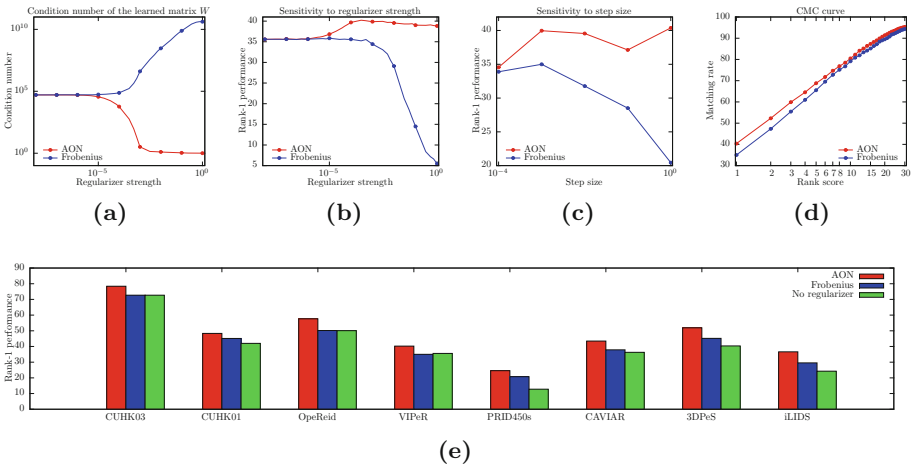 Condition number of the learned matrix W
Condition number
10^10
10^5
10^0
AON
Frobenius
10^-5
10^0
Regularizer strength
(a)
Sensitivity to regularizer strength
Rank-1 performance
45
40
35
30
25
20
15
10
5
AON
Frobenius
10^-5
10^0
Regularizer strength
(b)
Sensitivity to step size
Rank-1 performance
40
35
30
25
20
AON
Frobenius
10^-4
10^0
Step size
(c)
CMC curve
Matching rate
100
90
80
70
60
50
40
30
AON
Frobenius
1 2 3 4 5 6 7 8 10 15 20 30
Rank score
(d)
Rank-1 performance
90
80
70
60
50
40
30
20
10
0
AON
Frobenius
No regularizer
CUHK03 CUHK01 OpeReid VIPeR PRID450s CAVIAR 3DPeS iLIDS
(e)